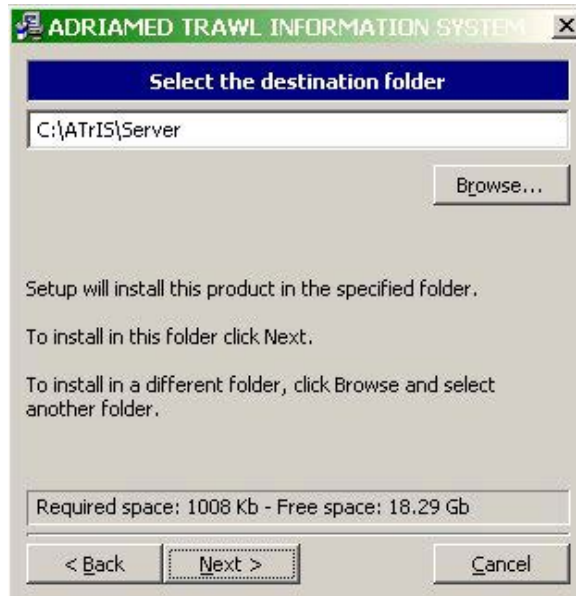 ADRIAMED TRAWL INFORMATION SYSTEM
Select the destination folder
C:\ATrIS\Server
Browse...
Setup will install this product in the specified folder.
To install in this folder click Next.
To install in a different folder, click Browse and select
another folder.
Required space: 1008 Kb - Free space: 18.29 Gb
< Back Next > Cancel